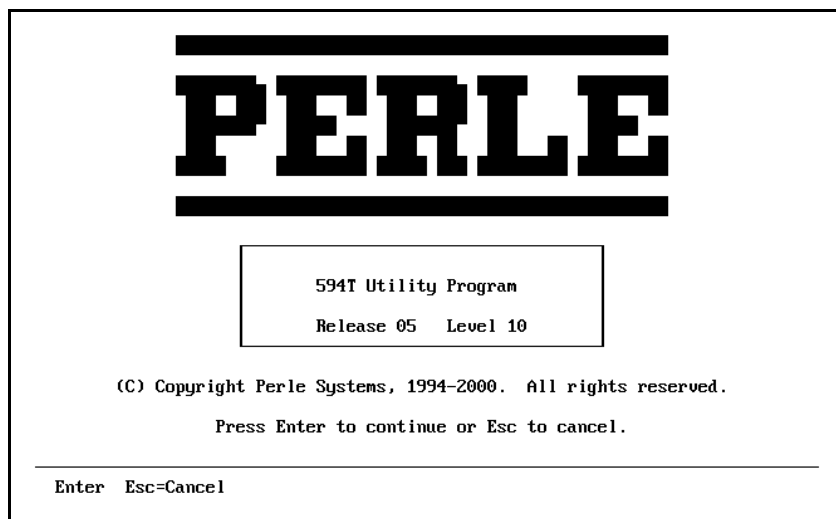 PERLE
594T Utility Program
Release 05 Level 10
(C) Copyright Perle Systems, 1994-2000. All rights reserved.
Press Enter to continue or Esc to cancel.
Enter Esc=Cancel